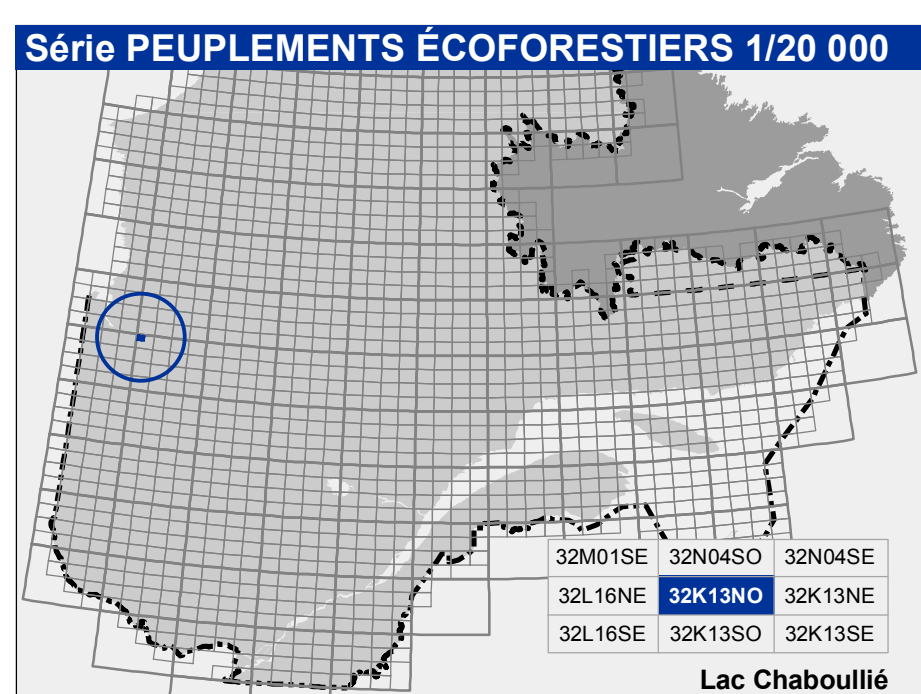 Série PEUPLEMENTS ÉCOFORESTIERS 1/20 000
32M01SE 32N04SO 32N04SE
32L16NE 32K13NO 32K13NE
32L16SE 32K13SO 32K13SE
Lac Chaboullié